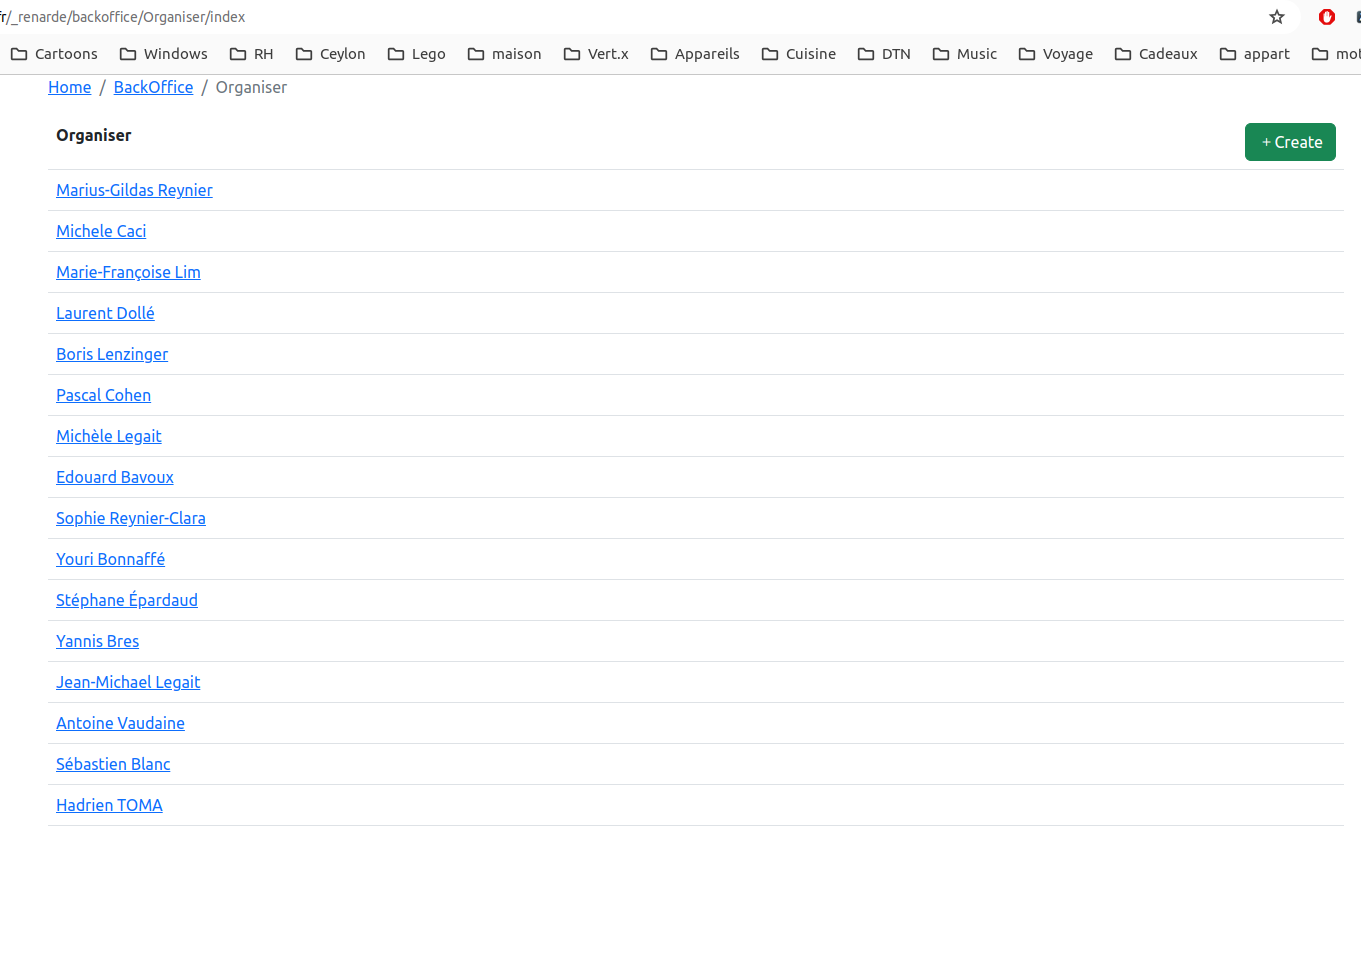 fr/_renarde/backoffice/Organiser/index
Cartoons Windows RH Ceylon Lego maison Vert.x Appareils Cuisine DTN Music Voyage Cadeaux appart mot
Home / BackOffice / Organiser
Organiser + Create
Marius-Gildas Reynier
Michele Caci
Marie-Françoise Lim
Laurent Dollé
Boris Lenzinger
Pascal Cohen
Michèle Legait
Edouard Bavoux
Sophie Reynier-Clara
Youri Bonnaffé
Stéphane Épardaud
Yannis Bres
Jean-Michael Legait
Antoine Vaudaine
Sébastien Blanc
Hadrien TOMA